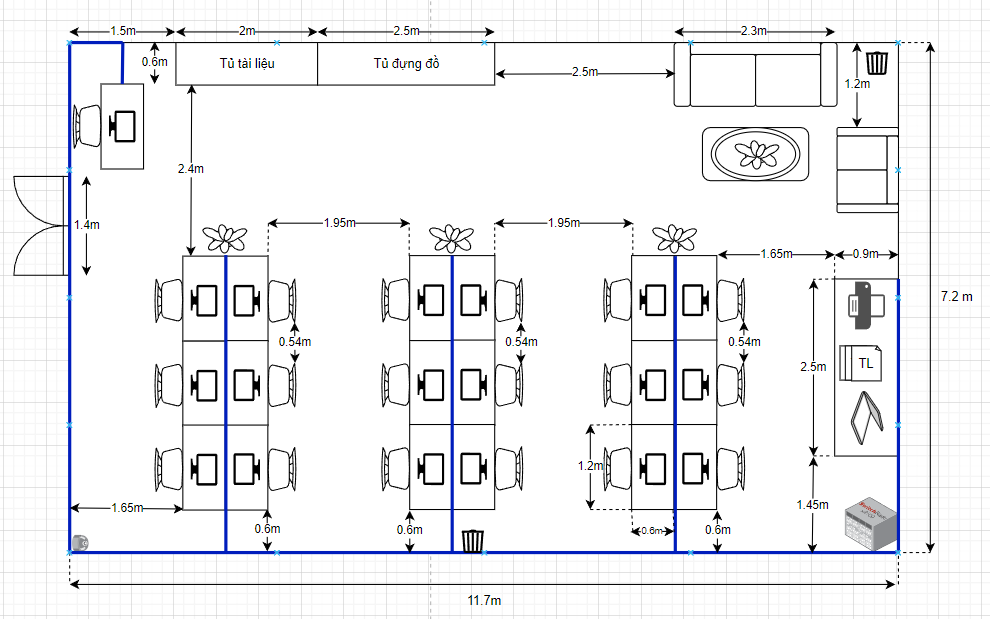 1.5m
2m
2.5m
2.3m
0.6m
Tủ tài liệu
Tủ đựng đồ
2.5m
1.2m
2.4m
1.4m
1.95m
1.95m
1.65m
0.9m
7.2 m
0.54m
0.54m
0.54m
2.5m
TL
1.2m
1.65m
0.6m
0.6m
0.6m
0.6m
1.45m
11.7m